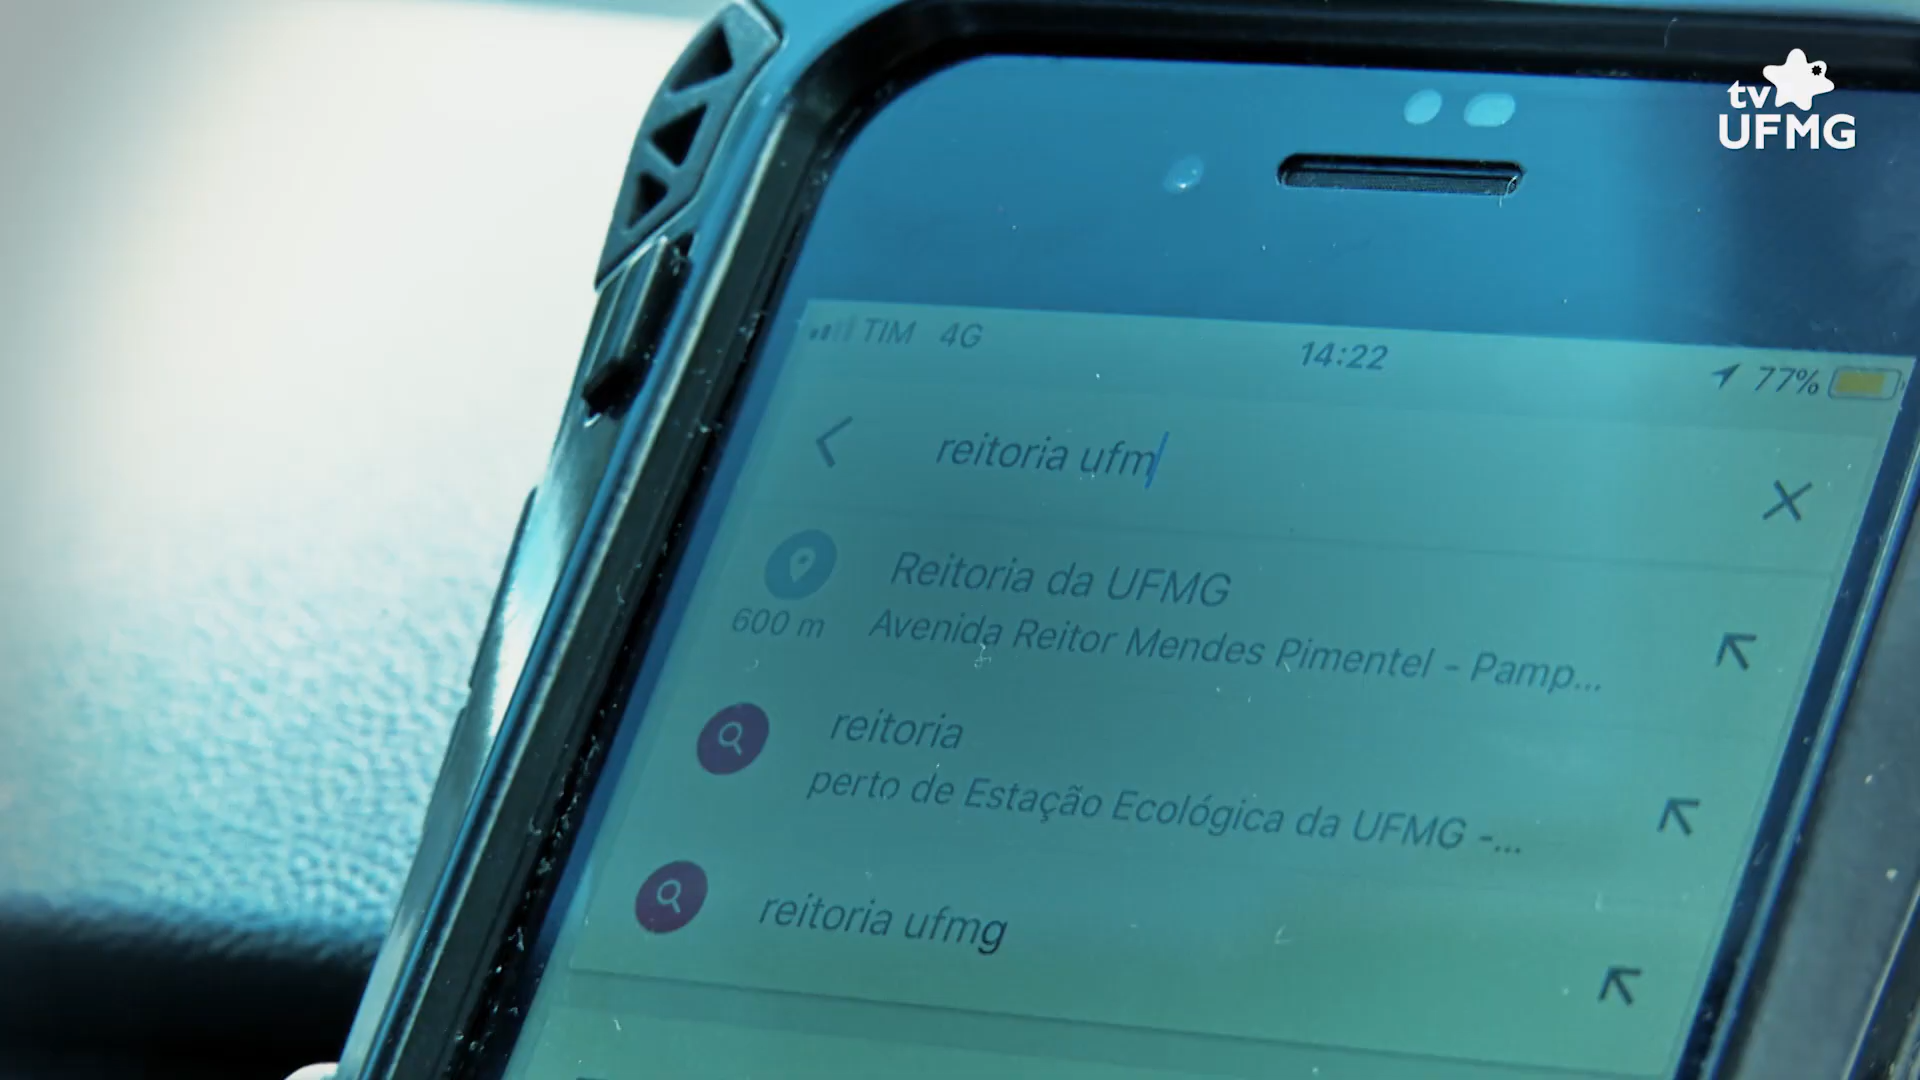 tv
UFMG
TIM 4G 14:22 77%
reitoria ufm
Reitoria da UFMG
600 m Avenida Reitor Mendes Pimentel - Pamp...
reitoria
perto de Estação Ecológica da UFMG -...
reitoria ufmg